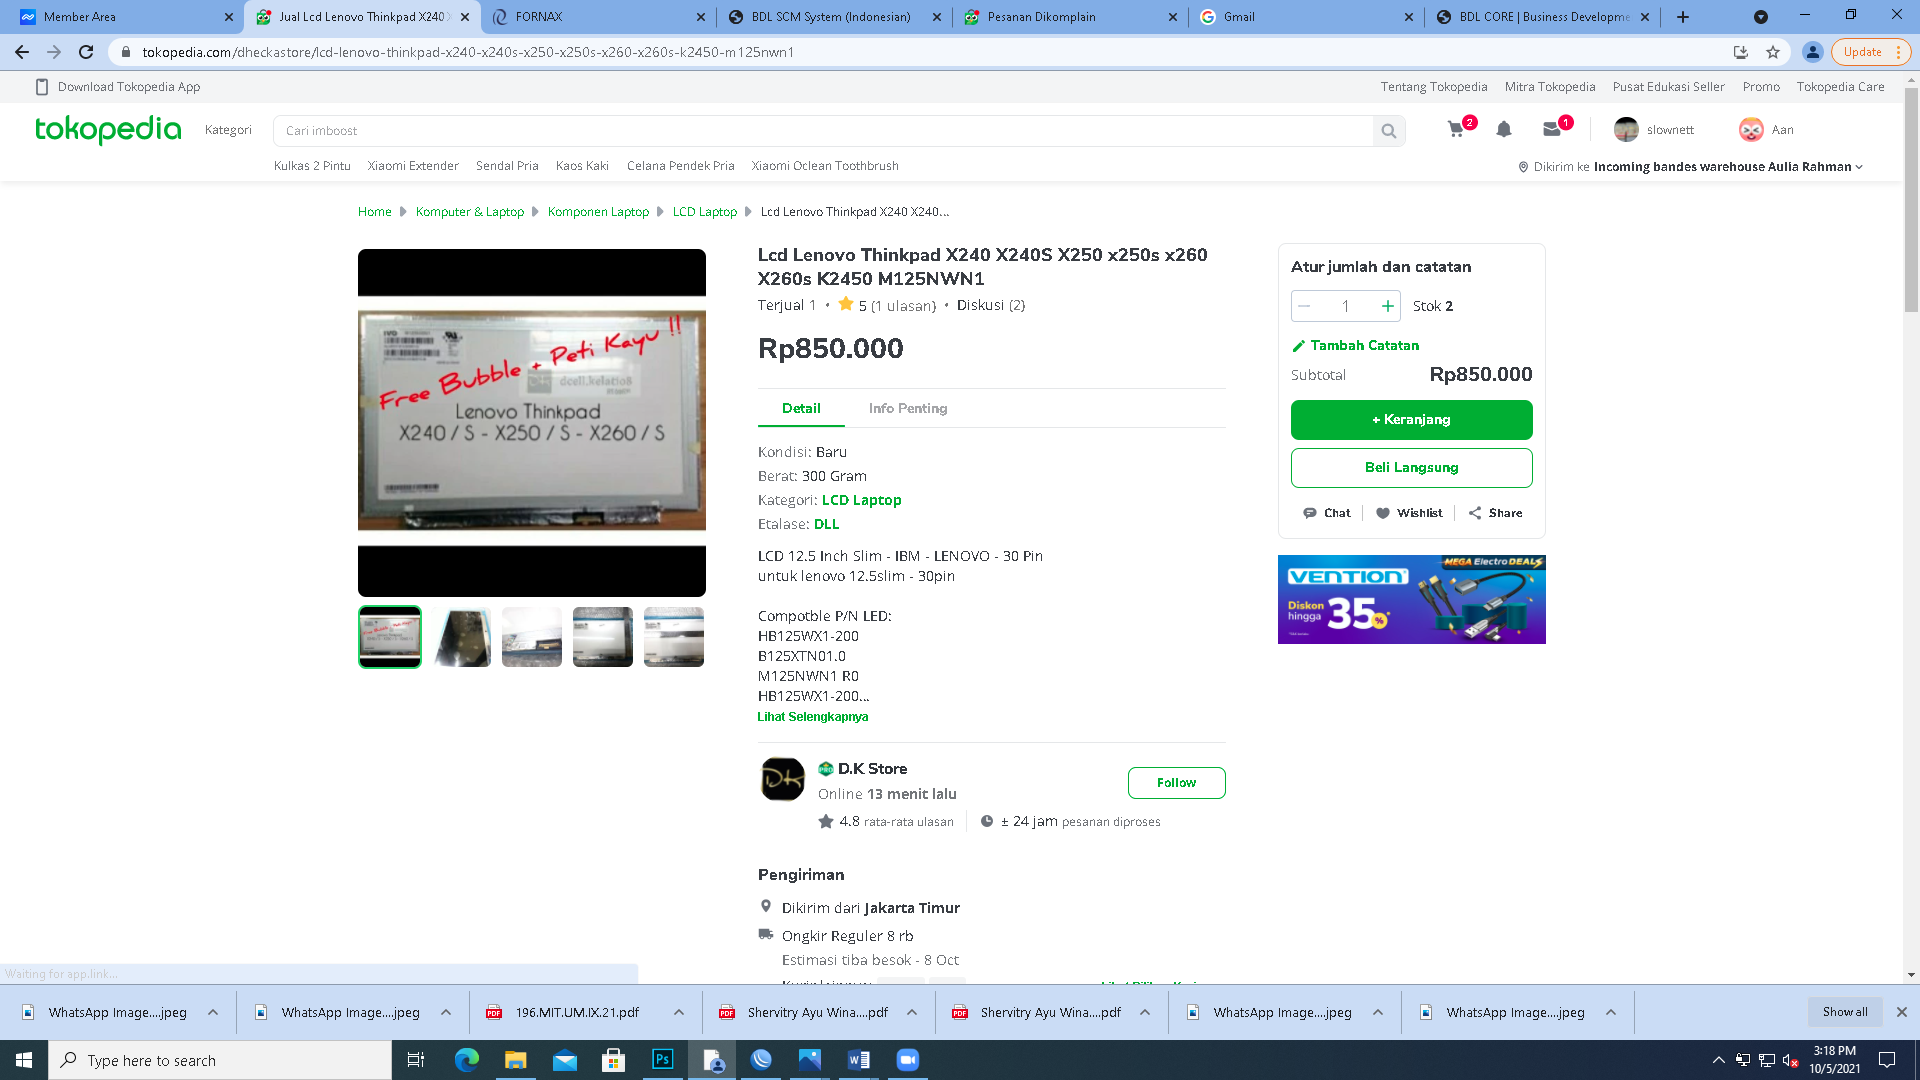 Member Area
Jual Lcd Lenovo Thinkpad X240 X
FORNAX
BDL SCM System (Indonesian)
Pesanan Dikomplain
Gmail
BDL CORE | Business Developme
tokopedia.com/dheckastore/lcd-lenovo-thinkpad-x240-x240s-x250-x250s-x260-x260s-k2450-m125nwn1
Update
Download Tokopedia App
Tentang Tokopedia
Mitra Tokopedia
Pusat Edukasi Seller
Promo
Tokopedia Care
tokopedia
Kategori
Cari imboost
2
1
slownett
Aan
Kulkas 2 Pintu
Xiaomi Extender
Sendal Pria
Kaos Kaki
Celana Pendek Pria
Xiaomi Oclean Toothbrush
Dikirim ke Incoming bandes warehouse Aulia Rahman
Home
Komputer & Laptop
Komponen Laptop
LCD Laptop
Lcd Lenovo Thinkpad X240 X240...
IVO
Free Bubble + Peti Kayu !!
dcell.kelatio8
Lenovo Thinkpad
X240 / S - X250 / S - X260 / S
Lcd Lenovo Thinkpad X240 X240S X250 x250s x260
X260s K2450 M125NWN1
Terjual 1 • 5 (1 ulasan) • Diskusi (2)
Rp850.000
Detail
Info Penting
Kondisi: Baru
Berat: 300 Gram
Kategori: LCD Laptop
Etalase: DLL
LCD 12.5 Inch Slim - IBM - LENOVO - 30 Pin
untuk lenovo 12.5slim - 30pin
Compotble P/N LED:
HB125WX1-200
B125XTN01.0
M125NWN1 R0
HB125WX1-200...
Lihat Selengkapnya
DK
PRO
D.K Store
Online 13 menit lalu
Follow
4.8 rata-rata ulasan
± 24 jam pesanan diproses
Pengiriman
Dikirim dari Jakarta Timur
Ongkir Reguler 8 rb
Estimasi tiba besok - 8 Oct
Atur jumlah dan catatan
1
Stok 2
Tambah Catatan
Subtotal
Rp850.000
+ Keranjang
Beli Langsung
Chat
Wishlist
Share
VENTION
MEGA ElectroDEALS
Diskon
hingga
35%*
Waiting for app.link...
WhatsApp Image....jpeg
WhatsApp Image....jpeg
196.MIT.UM.IX.21.pdf
Shervitry Ayu Wina....pdf
Shervitry Ayu Wina....pdf
WhatsApp Image....jpeg
WhatsApp Image....jpeg
Show all
Type here to search
Ps
3:18 PM
10/5/2021